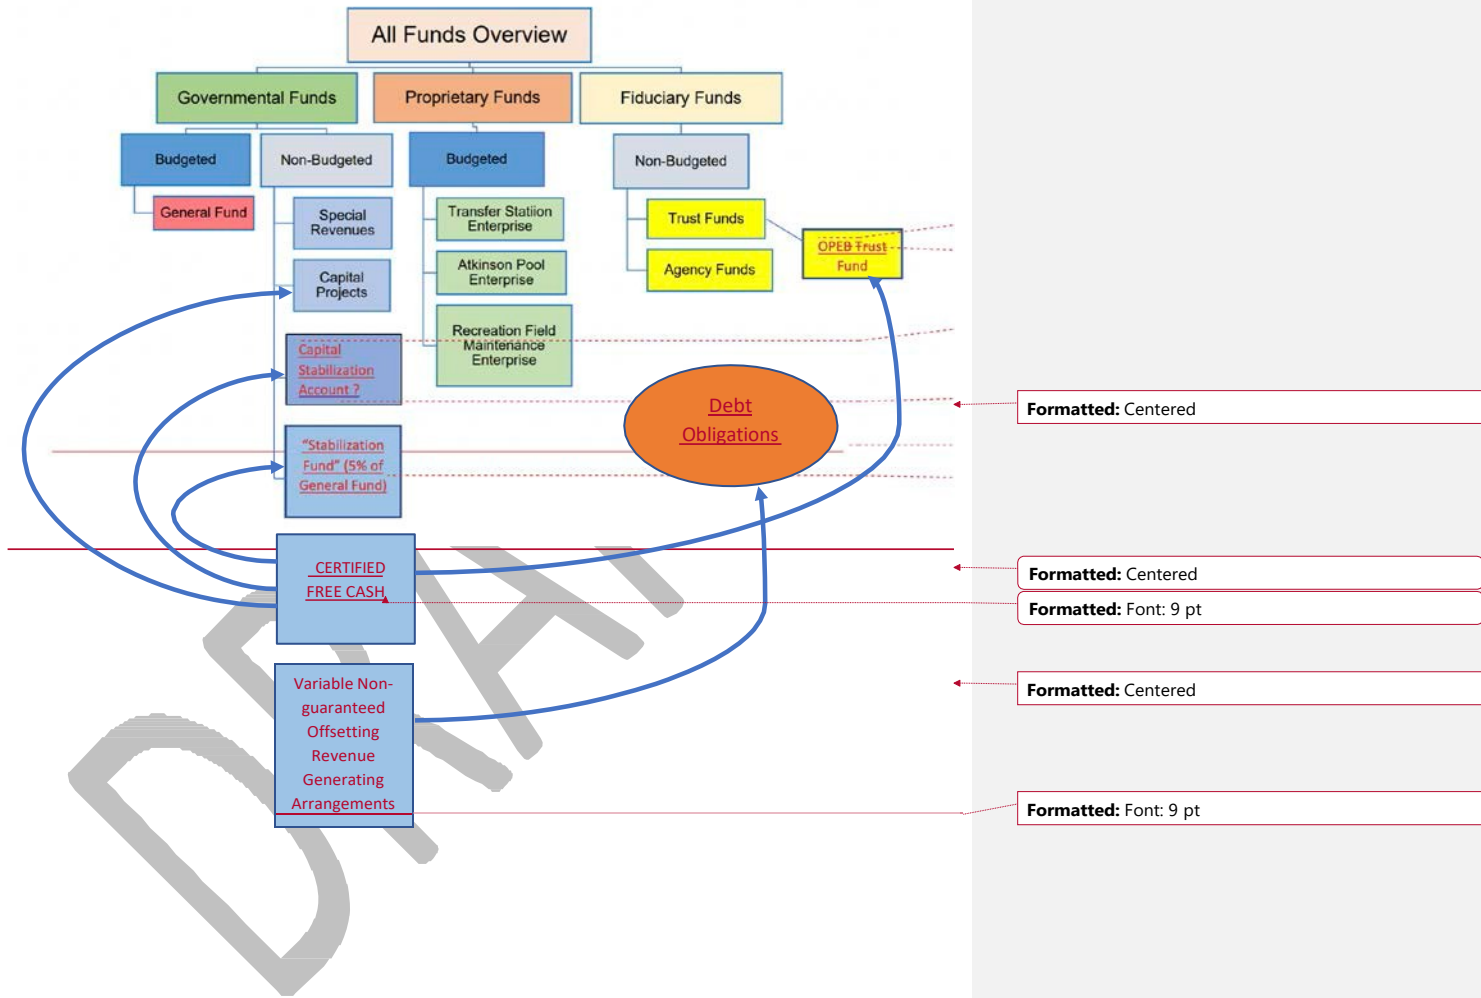 All Funds Overview
Governmental Funds
Proprietary Funds
Fiduciary Funds
Budgeted
Non-Budgeted
Budgeted
Non-Budgeted
General Fund
Special
Revenues
Capital
Projects
Capital
Stabilization
Account ?
"Stabilization
Fund" (5% of
General Fund)
Transfer Statiion
Enterprise
Atkinson Pool
Enterprise
Recreation Field
Maintenance
Enterprise
Trust Funds
Agency Funds
OPEB Trust
Fund
Debt
Obligations
CERTIFIED
FREE CASH
Variable Non-
guaranteed
Offsetting
Revenue
Generating
Arrangements
Formatted: Centered
Formatted: Centered
Formatted: Font: 9 pt
Formatted: Centered
Formatted: Font: 9 pt
DRAF